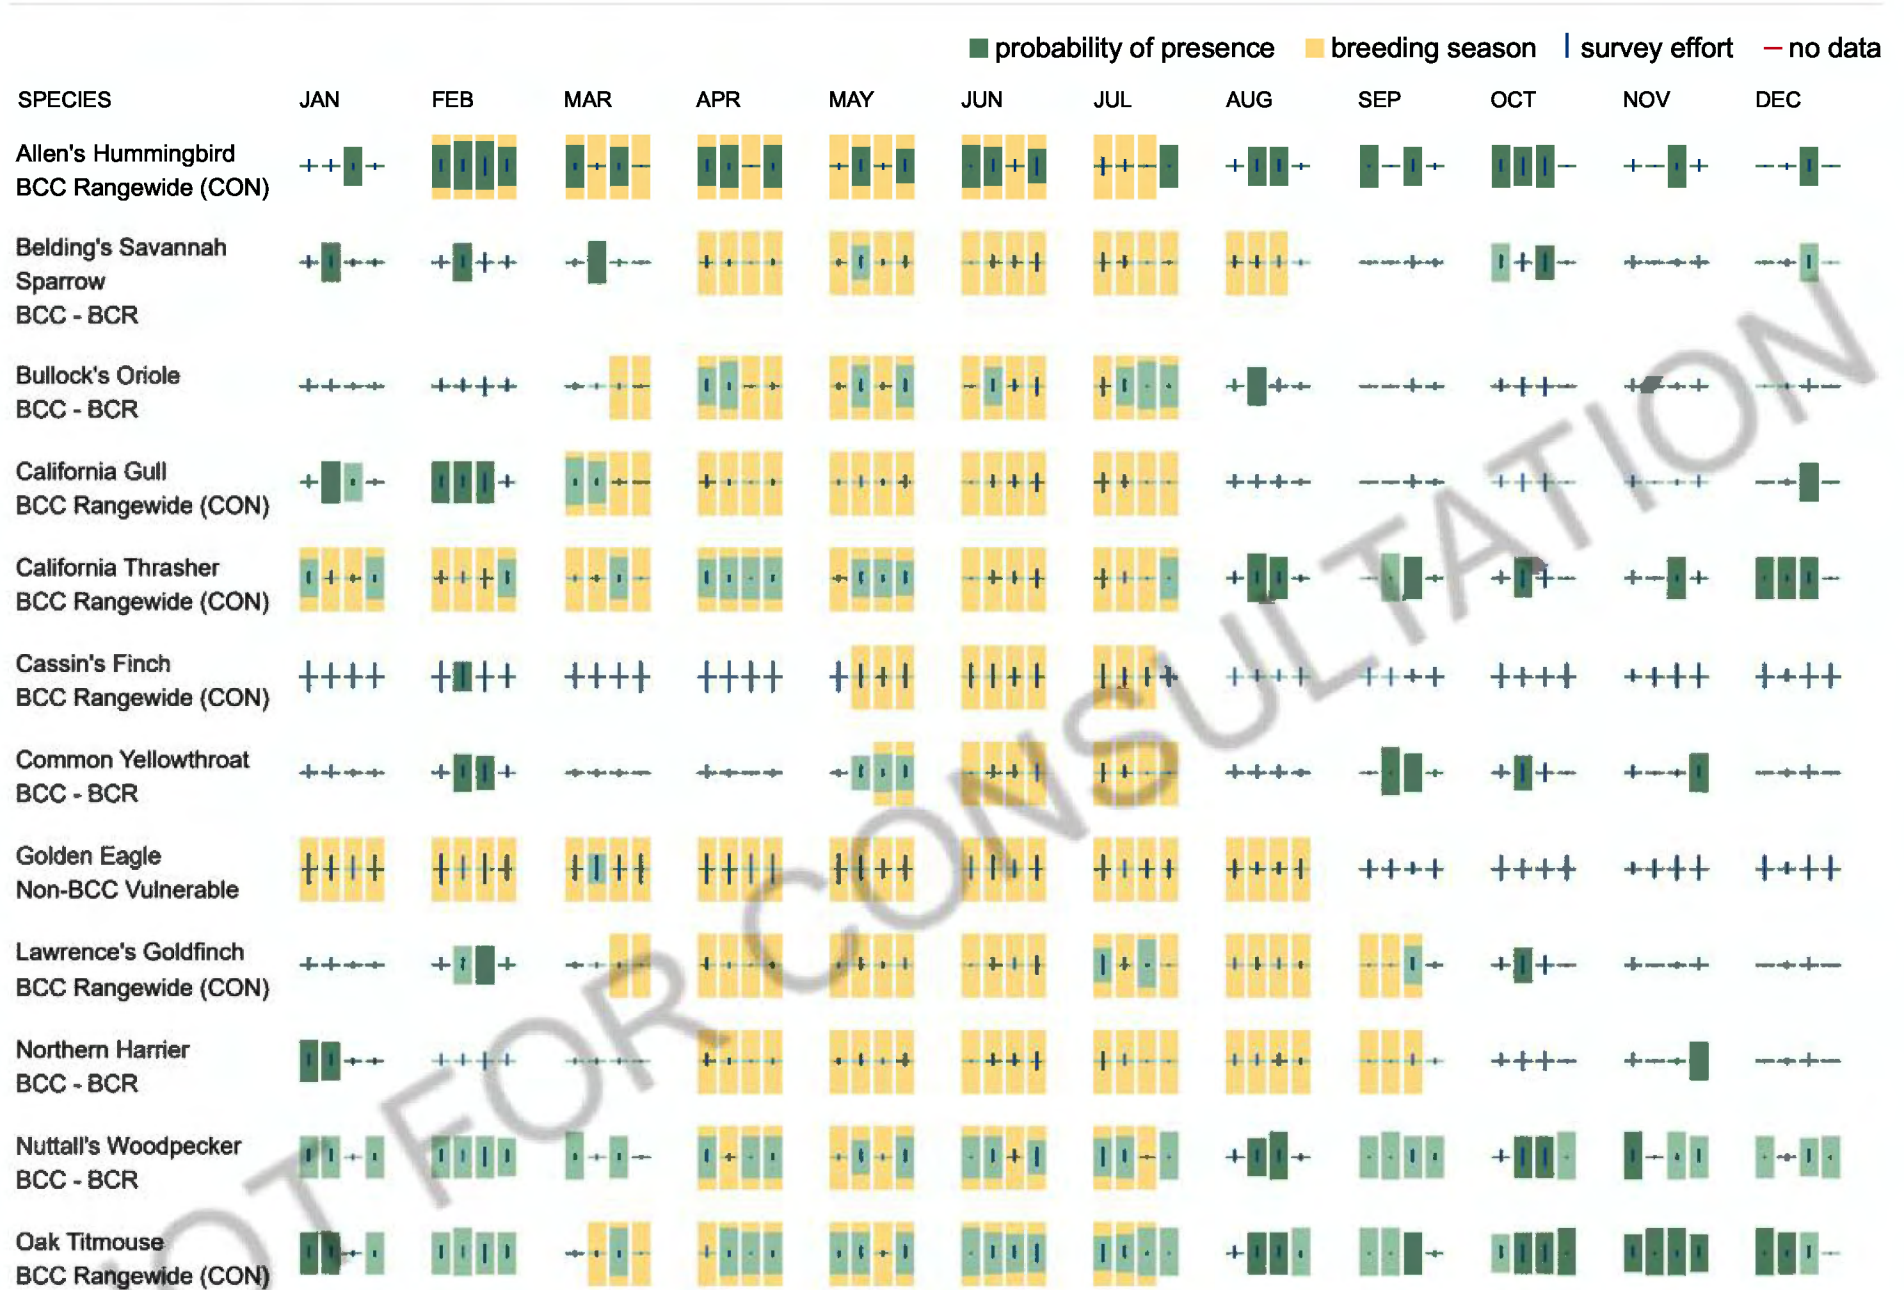 probability of presence breeding season survey effort no data
SPECIES JAN FEB MAR APR MAY JUN JUL AUG SEP OCT NOV DEC
Allen's Hummingbird
BCC Rangewide (CON)
Belding's Savannah
Sparrow
BCC - BCR
Bullock's Oriole
BCC - BCR
California Gull
BCC Rangewide (CON)
California Thrasher
BCC Rangewide (CON)
Cassin's Finch
BCC Rangewide (CON)
Common Yellowthroat
BCC - BCR
Golden Eagle
Non-BCC Vulnerable
Lawrence's Goldfinch
BCC Rangewide (CON)
Northern Harrier
BCC - BCR
Nuttall's Woodpecker
BCC - BCR
Oak Titmouse
BCC Rangewide (CON)
OT FOR CONSULTATION